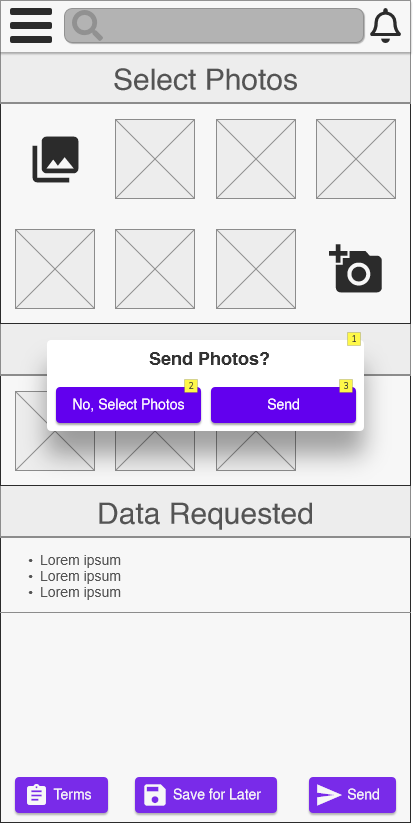 Select Photos
1
Send Photos?
2
3
No, Select Photos
Send
Data Requested
• Lorem ipsum
• Lorem ipsum
• Lorem ipsum
Terms
Save for Later
Send